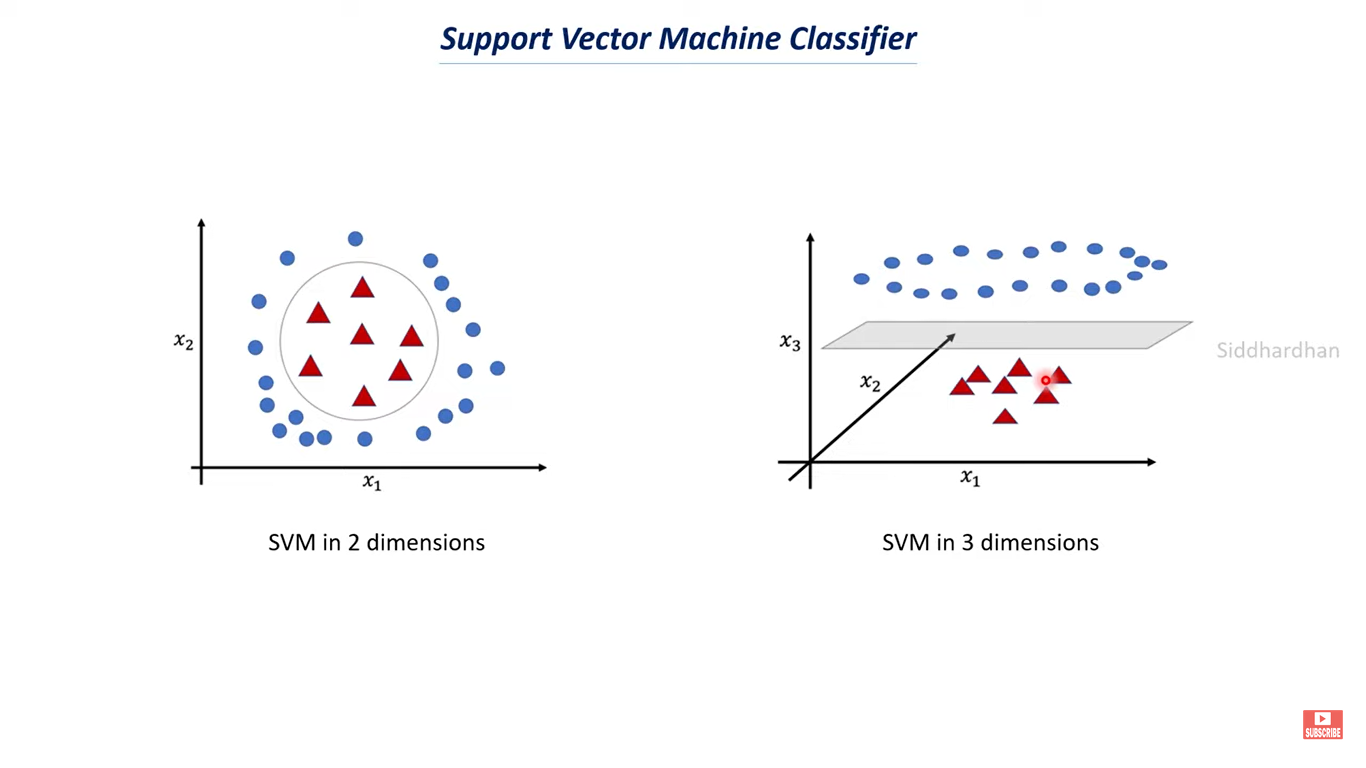 Support Vector Machine Classifier
x₂
x₁
SVM in 2 dimensions
x₃
x₂
x₁
SVM in 3 dimensions
Siddhardhan
SUBSCRIBE